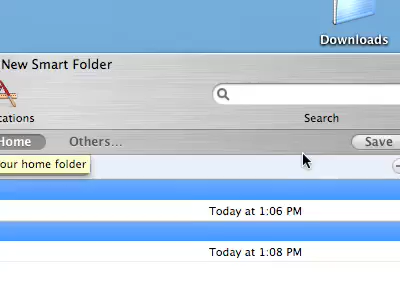 Downloads
New Smart Folder
Search
Home
Others...
Save
our home folder
Today at 1:06 PM
Today at 1:08 PM